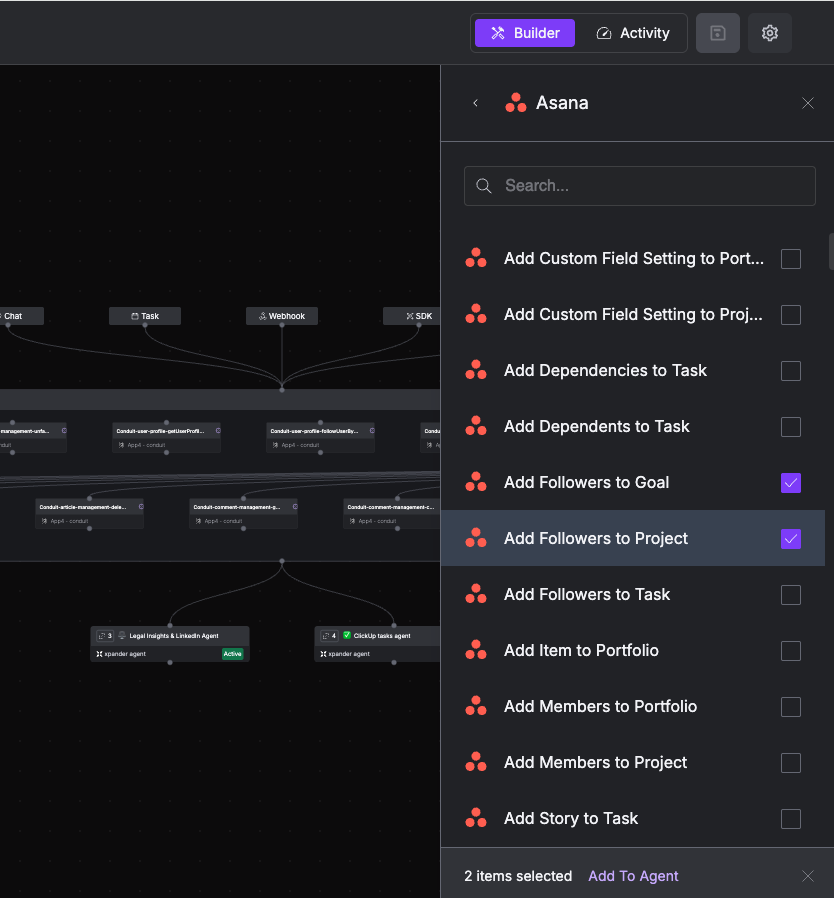 Builder
Activity
Asana
Search...
Add Custom Field Setting to Port...
Add Custom Field Setting to Proj...
Add Dependencies to Task
Add Dependents to Task
Add Followers to Goal
Add Followers to Project
Add Followers to Task
Add Item to Portfolio
Add Members to Portfolio
Add Members to Project
Add Story to Task
2 items selected
Add To Agent
Chat
Task
Webhook
SDK
management-unfa...
Conduit-user-profile-getUserProfil...
Conduit-user-profile-followUserBy...
Condu
nduit
App4 - conduit
App4 - conduit
App4
Conduit-article-management-dele...
Conduit-comment-management-g...
Conduit-comment-management-c...
App4 - conduit
App4 - conduit
App4 - conduit
3 Legal Insights & LinkedIn Agent
xpander agent
Active
4 ClickUp tasks agent
xpander agent